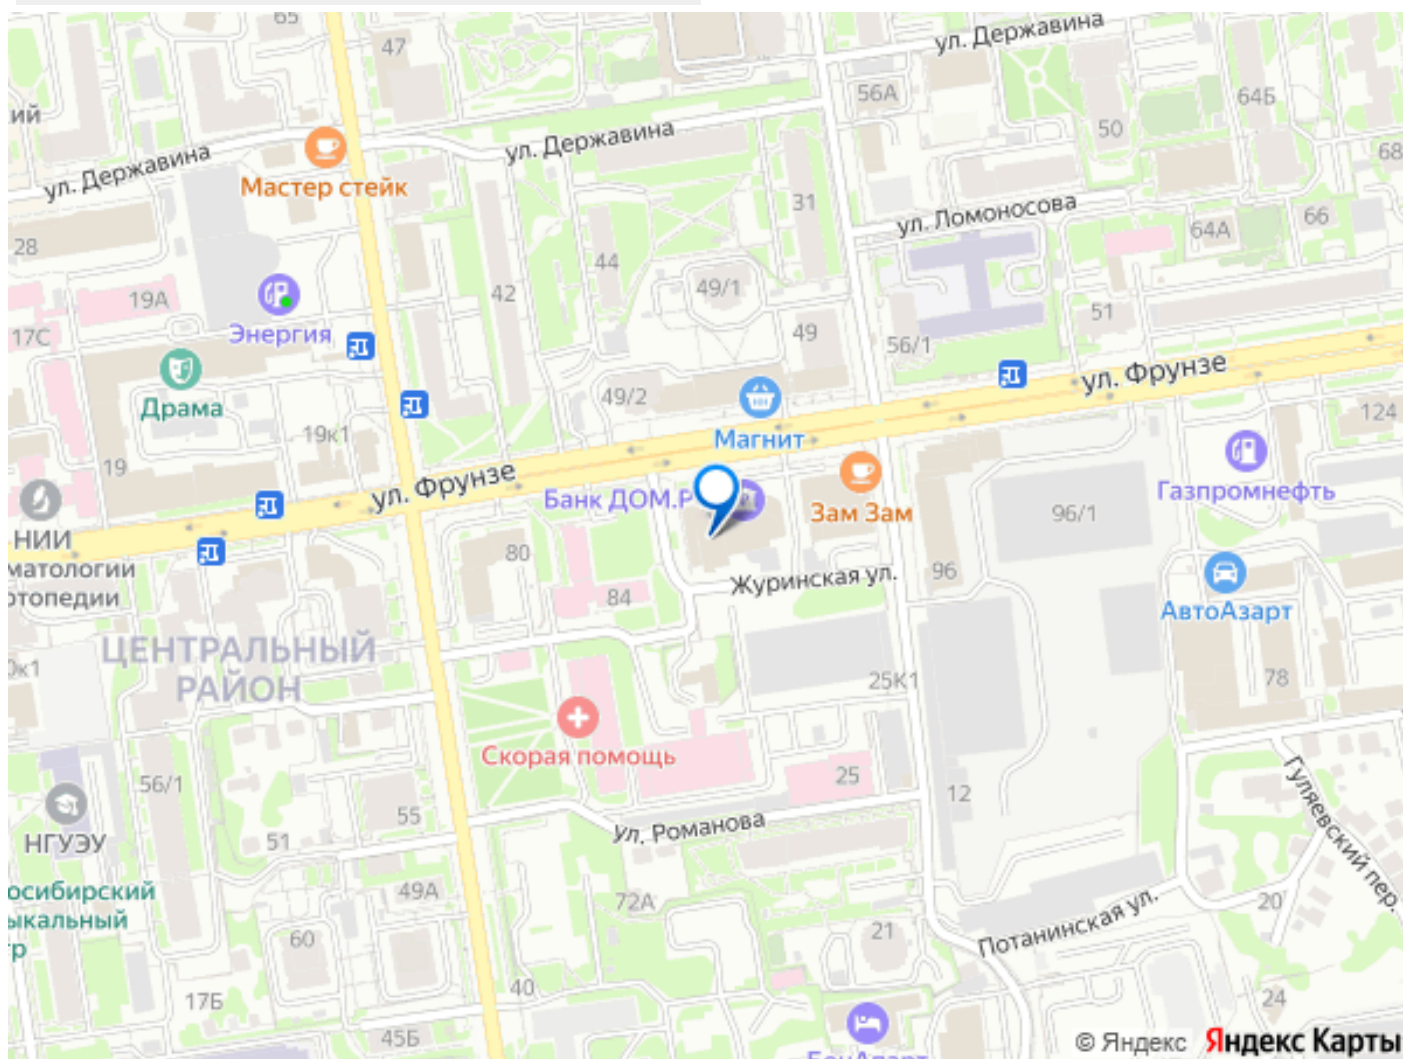 65
47
ул. Державина
56А
64Б
ий
ул. Державина
50
68
ул. Державина
Мастер стейк
31
ул. Ломоносова
66
64А
28
44
49/1
42
19А
51
17С
Энергия
49
56/1
ул. Фрунзе
49/2
Драма
Магнит
124
19к1
19
ул. Фрунзе
Банк ДОМ.Р
Зам Зам
96/1
Газпромнефть
НИИ
матологии
ртопедии
80
Журинская ул.
96
84
АвтоАзарт
ЦЕНТРАЛЬНЫЙ
РАЙОН
0к1
25К1
78
Скорая помощь
56/1
25
12
55
Гуляевский пер.
51
НГУЭУ
ул. Романова
осибирский
ыкальный
тр
49А
72А
20
Потанинская ул.
60
21
17Б
40
24
45Б
© Яндекс Яндекс Карты